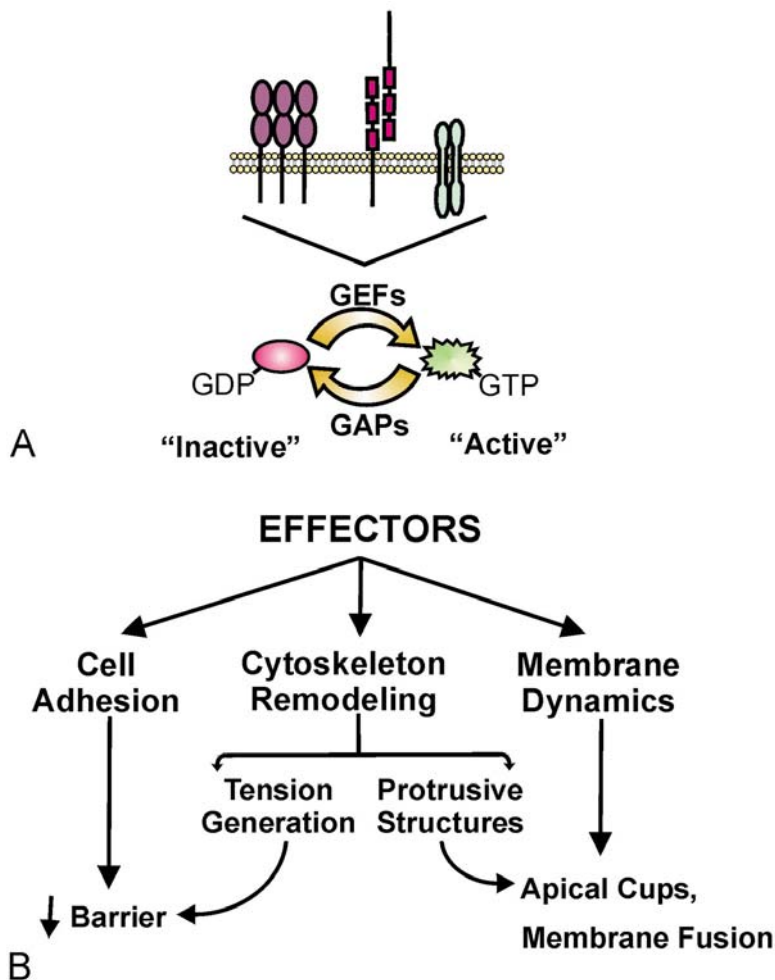 GEFs
GDP
GTP
GAPs
A
“Inactive”
“Active”
EFFECTORS
Cell
Adhesion
Cytoskeleton
Remodeling
Membrane
Dynamics
Tension
Generation
Protrusive
Structures
Barrier
Apical Cups,
Membrane Fusion
B